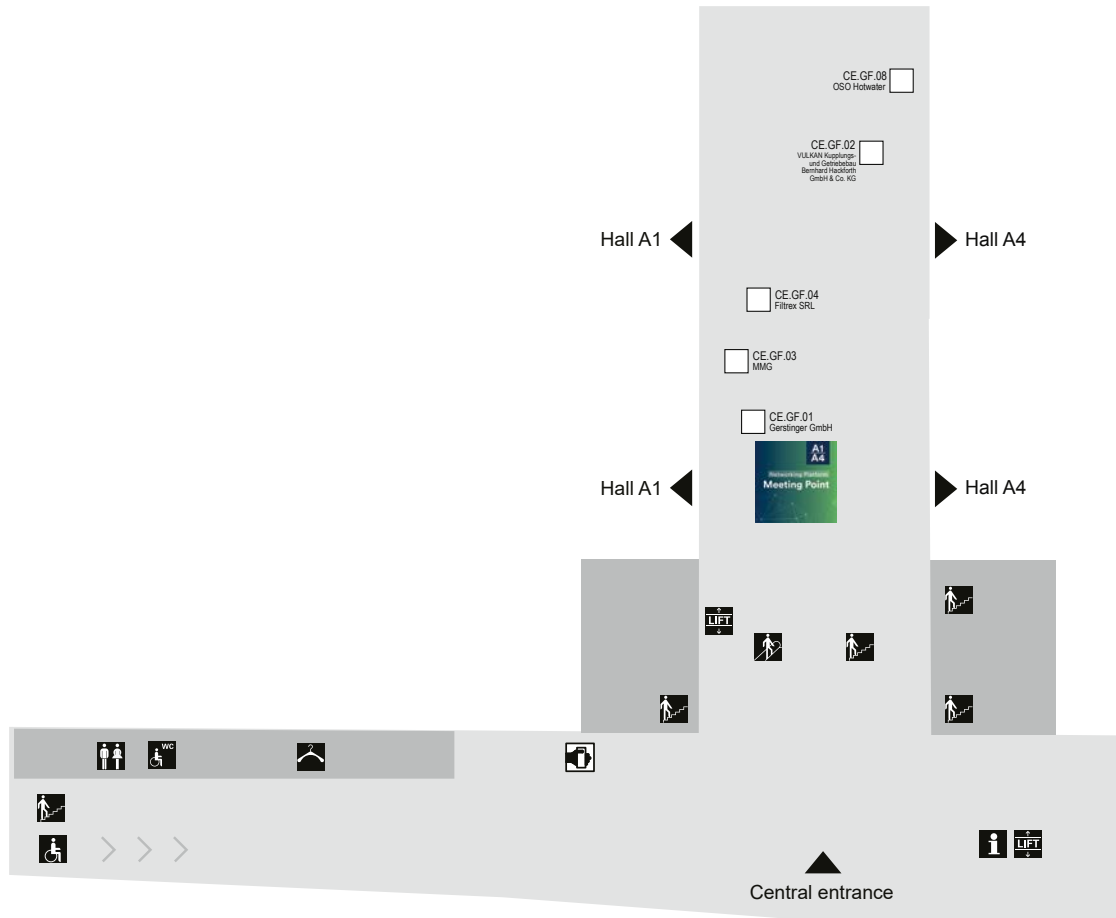 CE.GF.08
OSO Hotwater
CE.GF.02
VULKAN Kupplungs-
und Getriebebau
Bernhard Hackforth
GmbH & Co. KG
Hall A1
Hall A4
CE.GF.04
Filtrex SRL
CE.GF.03
MMG
CE.GF.01
Gerstinger GmbH
A1
A4
Networking Platform
Meeting Point
Hall A1
Hall A4
LIFT
WC
i
LIFT
Central entrance